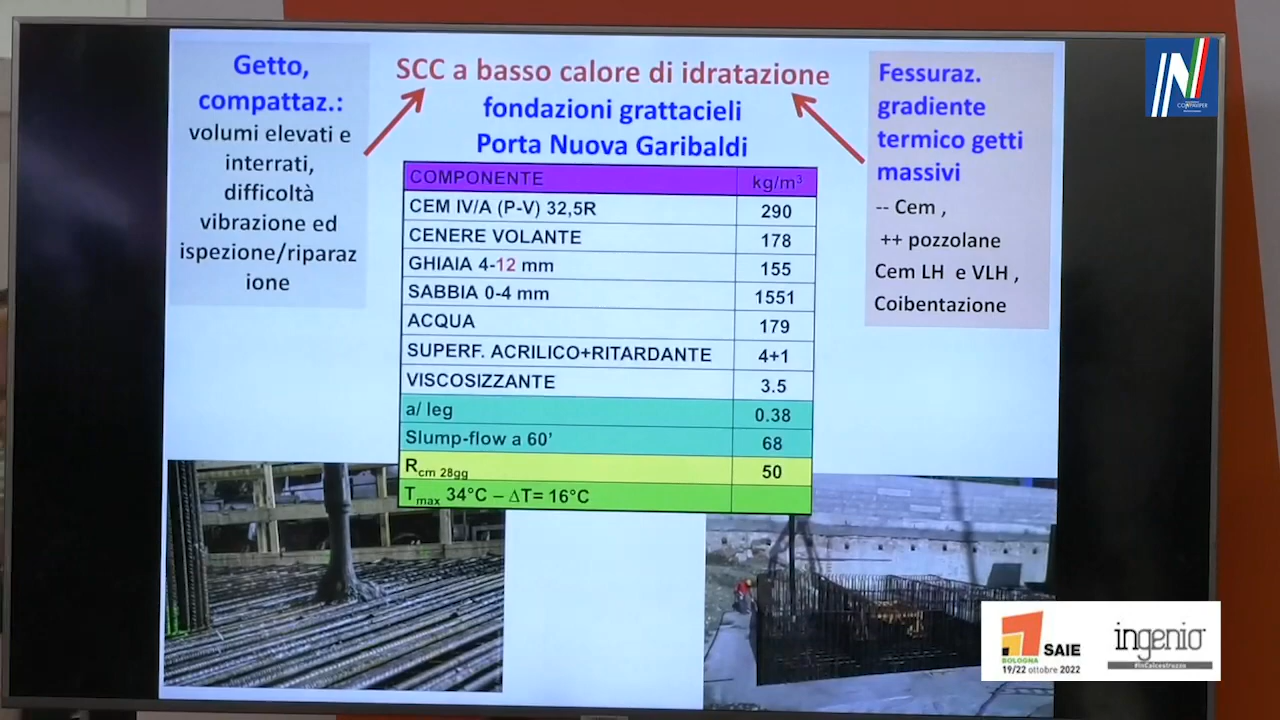 Getto,
compattaz.:
volumi elevati e
interrati,
difficoltà
vibrazione ed
ispezione/riparaz
ione
SCC a basso calore di idratazione
fondazioni grattacieli
Porta Nuova Garibaldi
COMPONENTE kg/m³
CEM IV/A (P-V) 32,5R 290
CENERE VOLANTE 178
GHIAIA 4-12 mm 155
SABBIA 0-4 mm 1551
ACQUA 179
SUPERF. ACRILICO+RITARDANTE 4+1
VISCOSIZZANTE 3.5
a/ leg 0.38
Slump-flow a 60’ 68
Rcm 28gg 50
Tmax 34°C – ΔT= 16°C
Fessuraz.
gradiente
termico getti
massivi
-- Cem ,
++ pozzolane
Cem LH e VLH ,
Coibentazione
SAIE
BOLOGNA
19/22 ottobre 2022
ingenio
#InCalcestruzzo